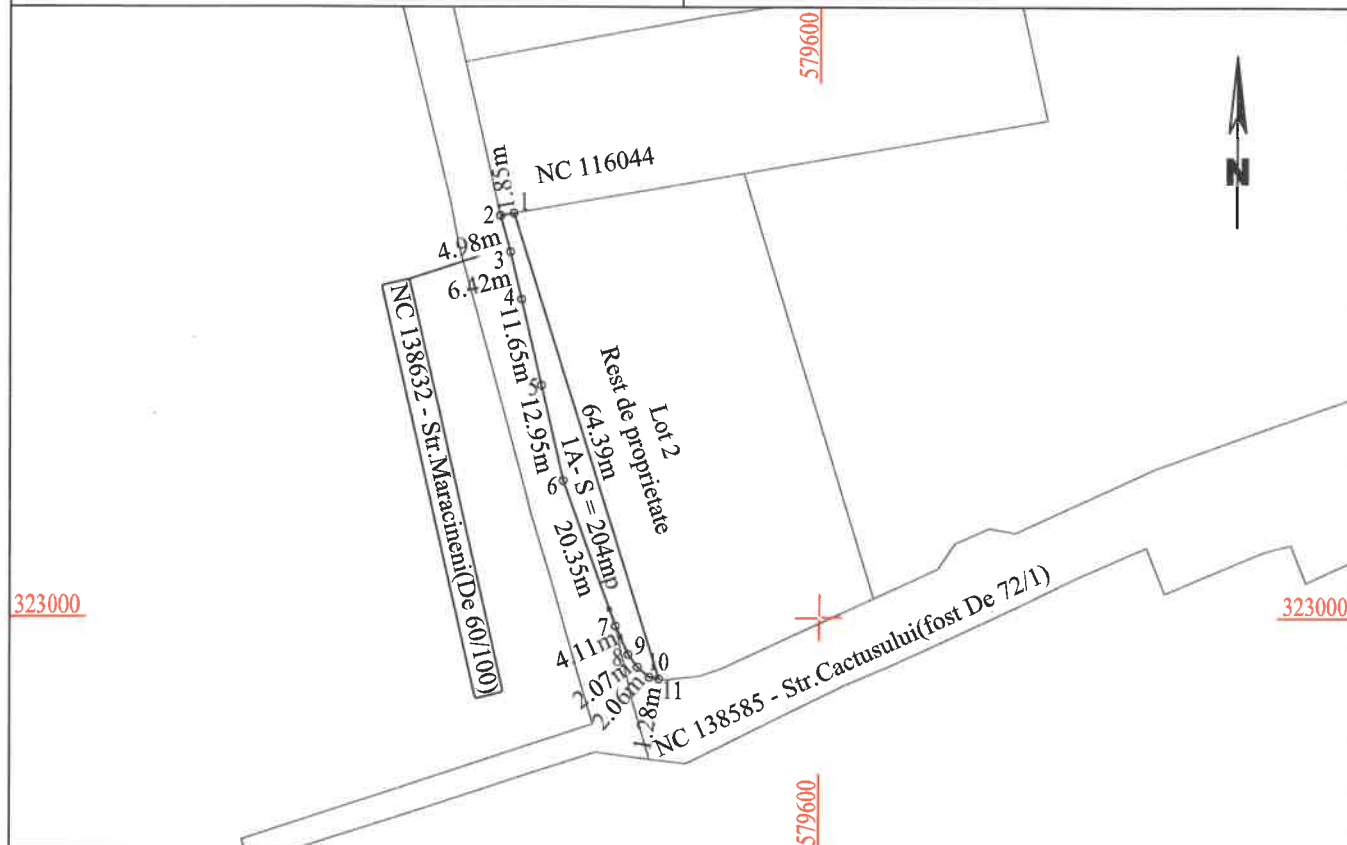 579600
N
NC 116044
1.85m
1
2
4.98m
3
6.42m
4
11.65m
5
12.95m
6
20.35m
1A- S = 204mp
64.39m
Rest de proprietate
Lot 2
NC 138632 - Str.Maracineni(De 60/100)
323000
323000
7
4.11m
8
9
2.07m
10
2.06m
11
1.28m
NC 138585 - Str.Cactusului(fost De 72/1)
579600